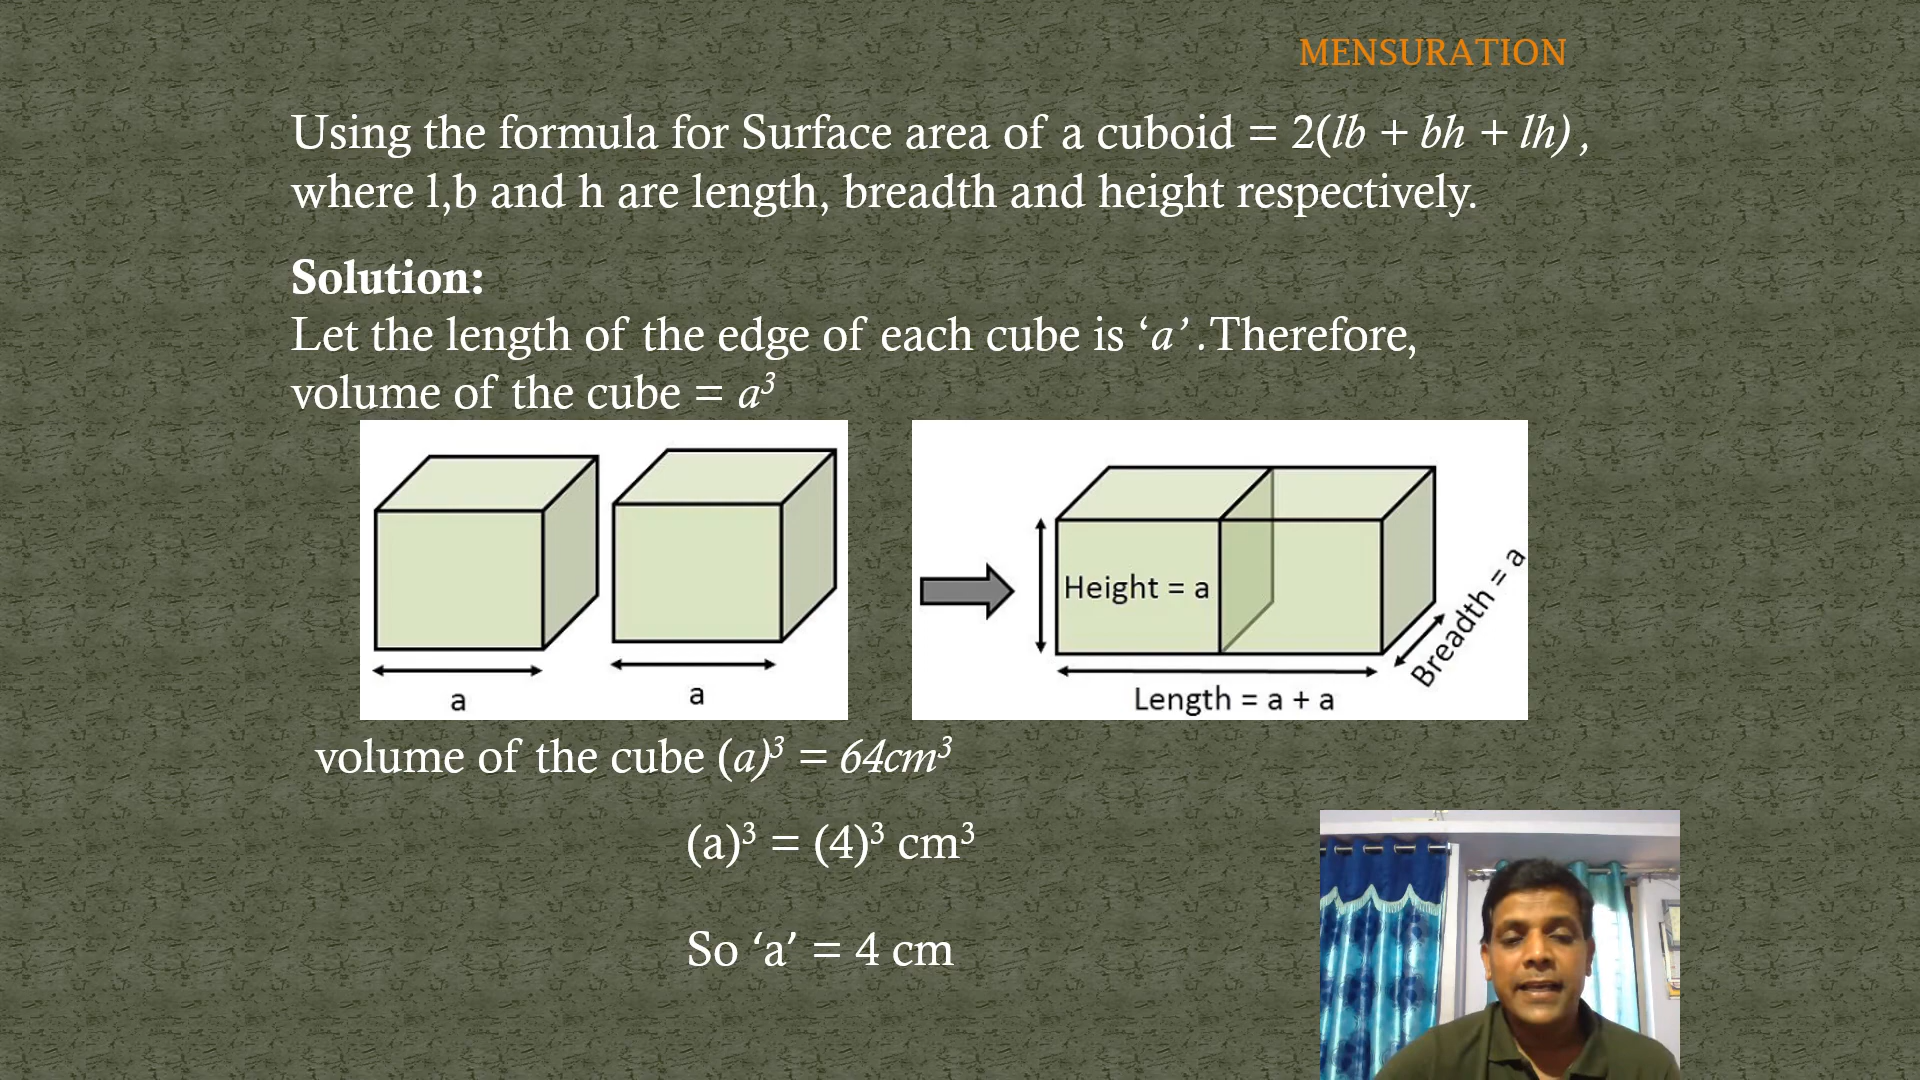 MENSURATION
Using the formula for Surface area of a cuboid = 2(lb + bh + lh) ,
where l,b and h are length, breadth and height respectively.
Solution:
Let the length of the edge of each cube is ‘a’ .Therefore,
volume of the cube = a³
a
a
Height = a
Length = a + a
Breadth = a
volume of the cube (a)³ = 64cm³
(a)³ = (4)³ cm³
So ‘a’ = 4 cm